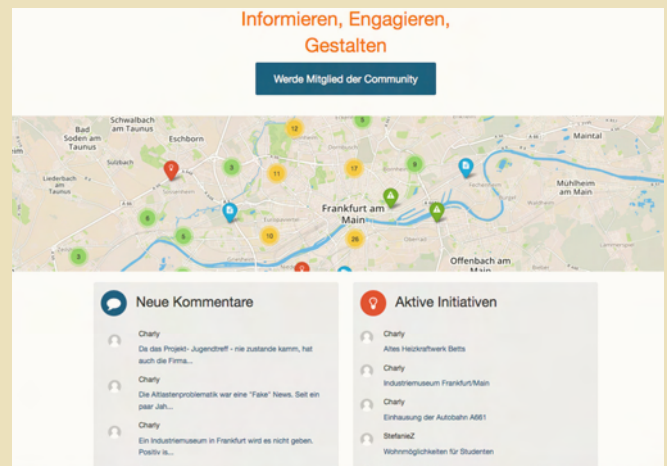 Informieren, Engagieren,
Gestalten
Werde Mitglied der Community
Schwalbach
am Taunus
Bad
Soden am
Taunus
Eschborn
Sulzbach
Liederbach
am
Taunus
Maintal
Mühlheim
am Main
Frankfurt am
Main
Offenbach am
Main
12
5
3
11
17
9
6
5
10
26
3
Neue Kommentare
Charly
Da das Projekt- Jugendtreff - nie zustande kamm, hat
auch die Firma...
Charly
Die Altlastenproblematik war eine "Fake" News. Seit ein
paar Jah...
Charly
Ein Industriemuseum in Frankfurt wird es nicht geben.
Positiv is...
Aktive Initiativen
Charly
Altes Heizkraftwerk Betts
Charly
Industriemuseum Frankfurt/Main
Charly
Einhausung der Autobahn A661
StefanieZ
Wohnmöglichkeiten für Studenten